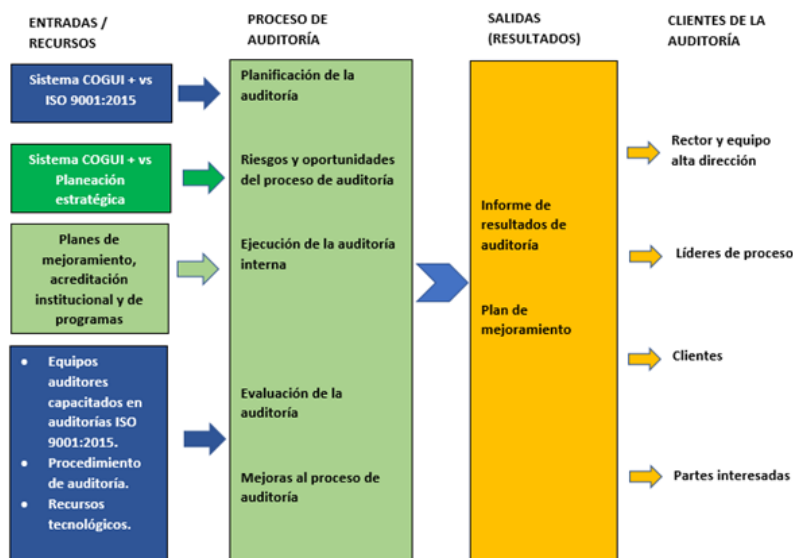 ENTRADAS /
RECURSOS
Sistema COGUI + vs
ISO 9001:2015
Sistema COGUI + vs
Planeación
estratégica
Planes de
mejoramiento,
acreditación
institucional y de
programas
• Equipos
auditores
capacitados en
auditorías ISO
9001:2015.
• Procedimiento
de auditoría.
• Recursos
tecnológicos.
PROCESO DE
AUDITORÍA
Planificación de la
auditoría
Riesgos y oportunidades
del proceso de auditoría
Ejecución de la auditoría
interna
Evaluación de la
auditoría
Mejoras al proceso de
auditoría
SALIDAS
(RESULTADOS)
Informe de
resultados de
auditoría
Plan de
mejoramiento
CLIENTES DE LA
AUDITORÍA
Rector y equipo
alta dirección
Líderes de proceso
Clientes
Partes interesadas